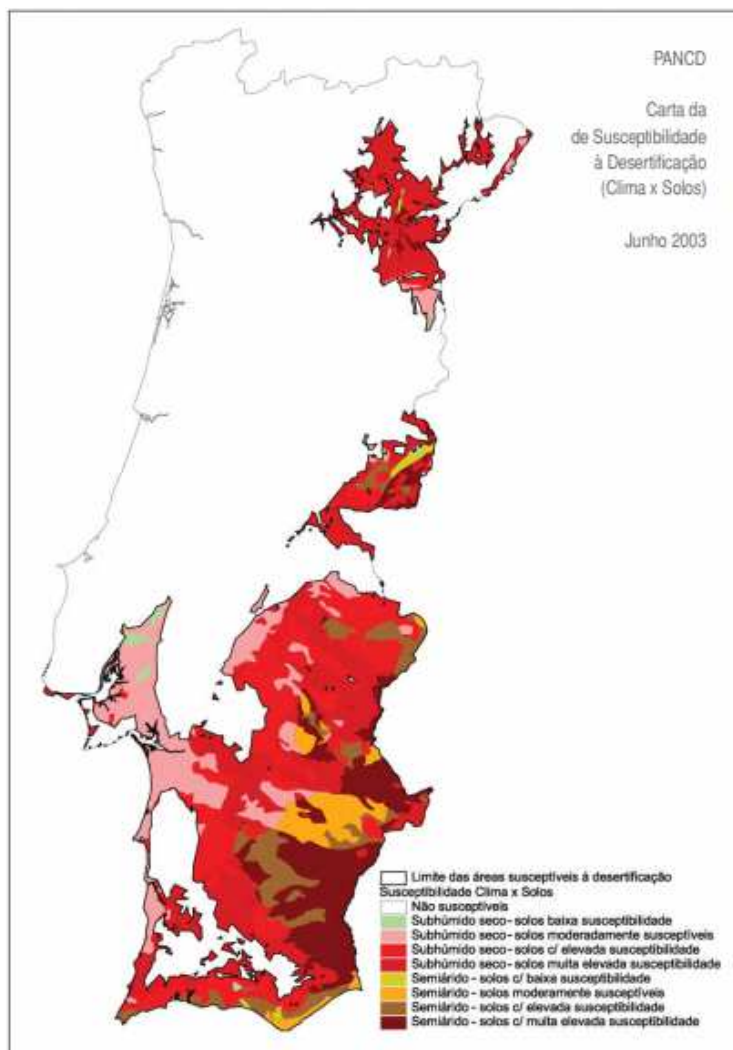 PANCD
Carta da
de Susceptibilidade
à Desertificação
(Clima x Solos)
Junho 2003
Limite das áreas susceptíveis à desertificação
Susceptibilidade Clima x Solos
Não susceptíveis
Subhúmido seco - solos baixa susceptibilidade
Subhúmido seco - solos moderadamente susceptíveis
Subhúmido seco - solos c/ elevada susceptibilidade
Subhúmido seco - solos muita elevada susceptibilidade
Semiárido - solos c/ baixa susceptibilidade
Semiárido - solos moderamente susceptíveis
Semiárido - solos c/ elevada susceptibilidade
Semiárido - solos c/ muita elevada susceptibilidade